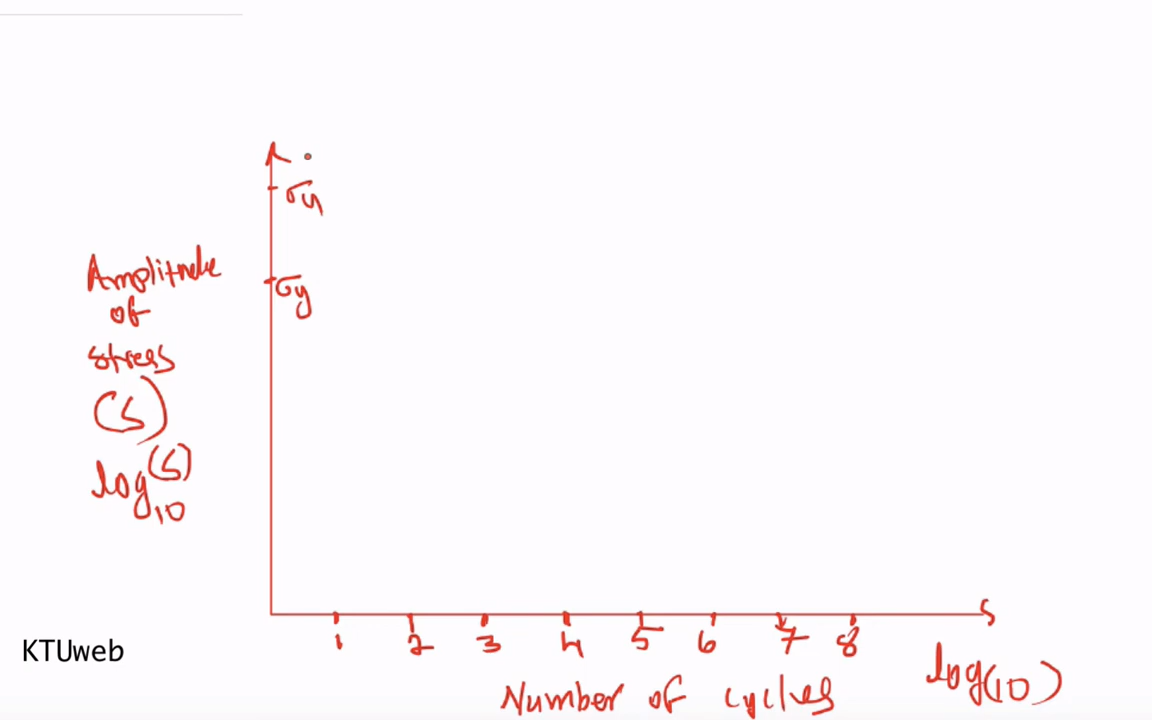 σu
σy
Amplitude
of
stress
(S)
log10(S)
1 2 3 4 5 6 7 8
KTUweb
Number of cycles log(10)